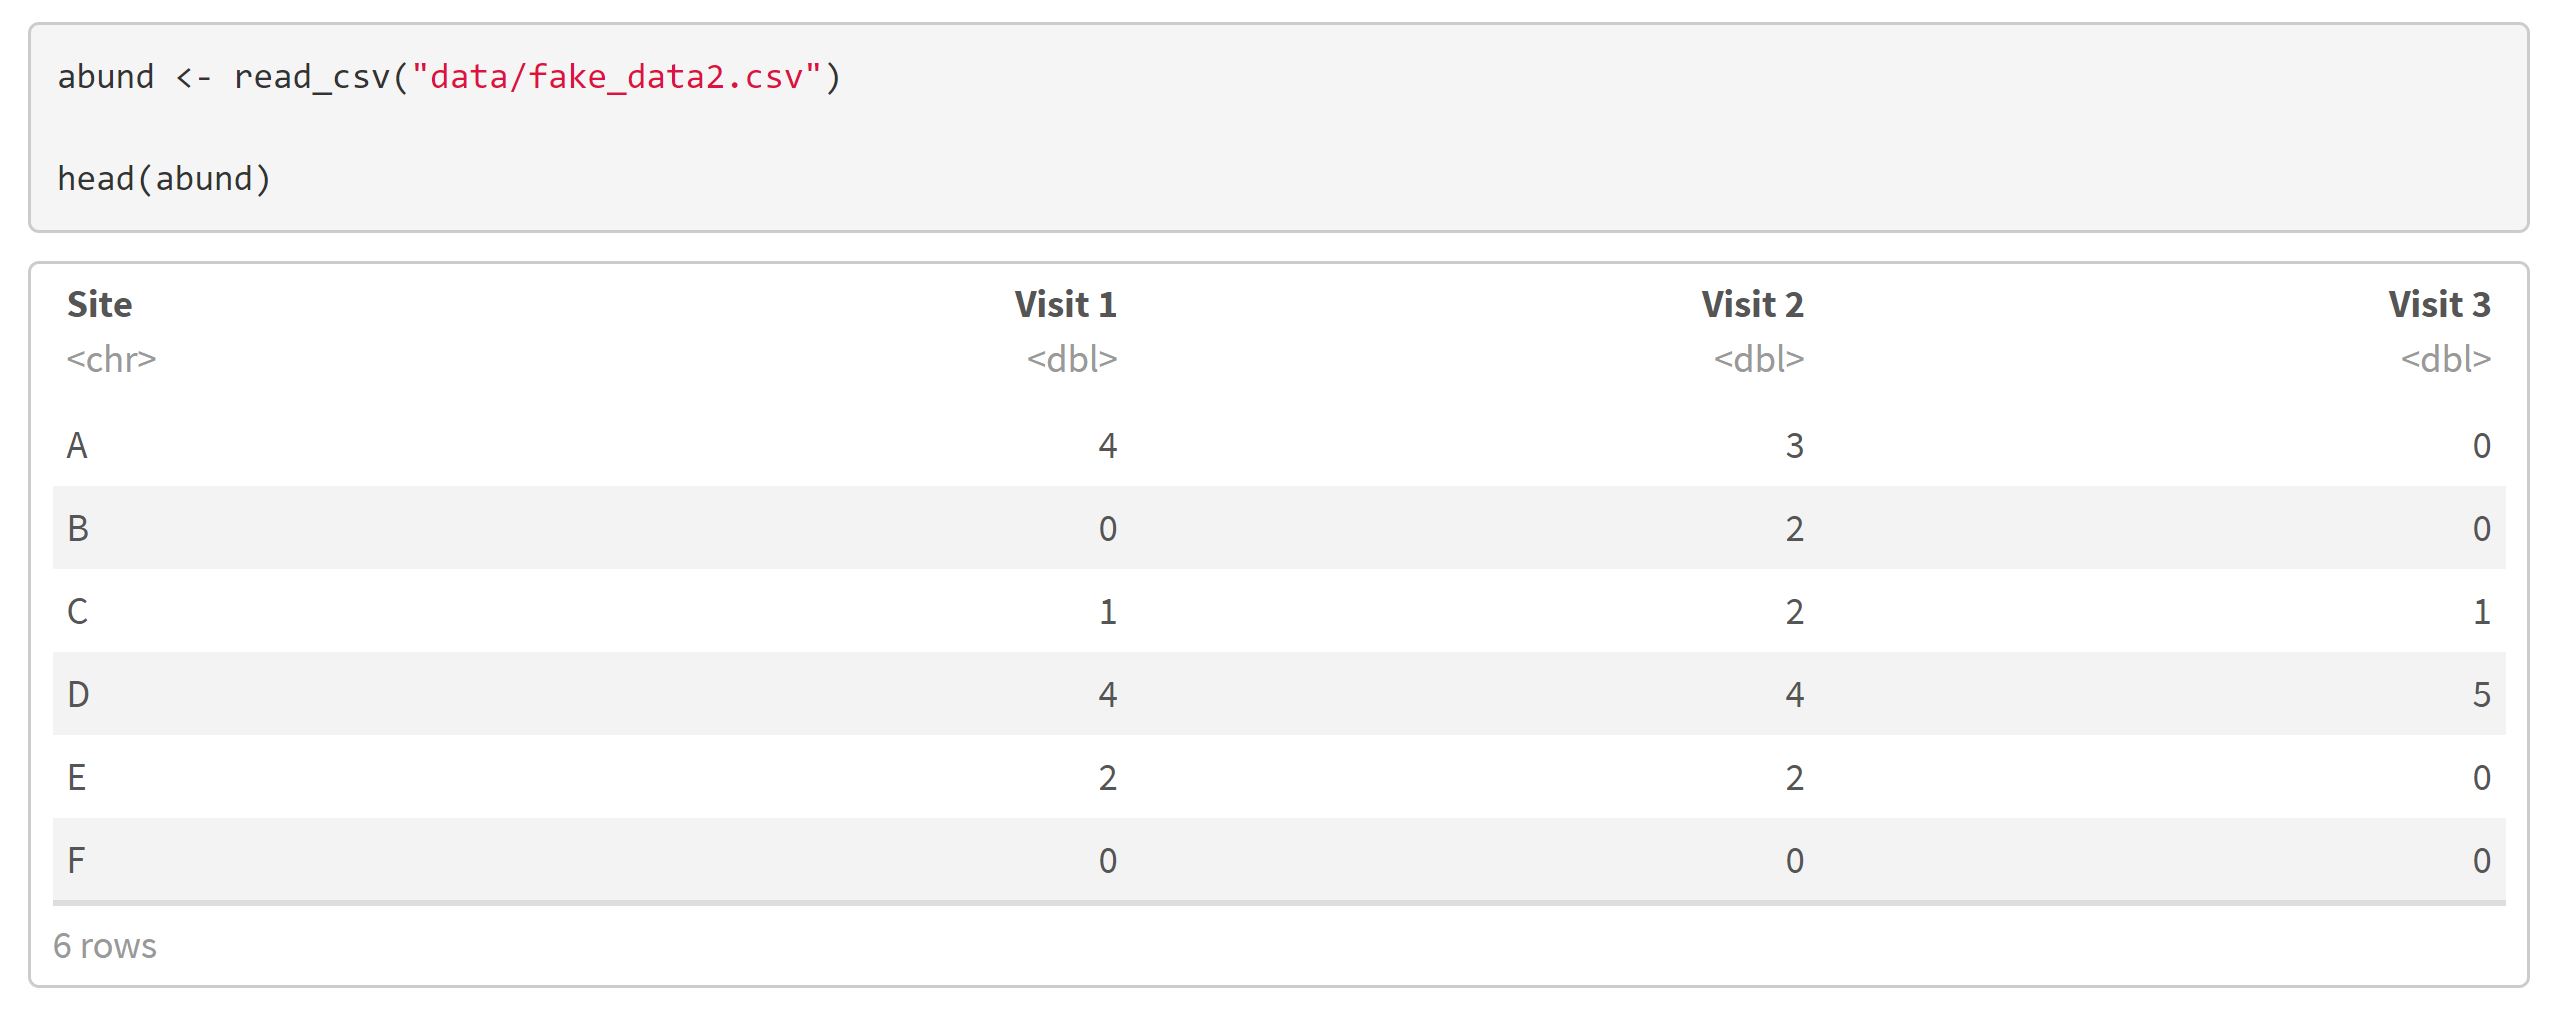 abund <- read_csv("data/fake_data2.csv")
head(abund)
Site Visit 1 Visit 2 Visit 3
<chr> <dbl> <dbl> <dbl>
A 4 3 0
B 0 2 0
C 1 2 1
D 4 4 5
E 2 2 0
F 0 0 0
6 rows